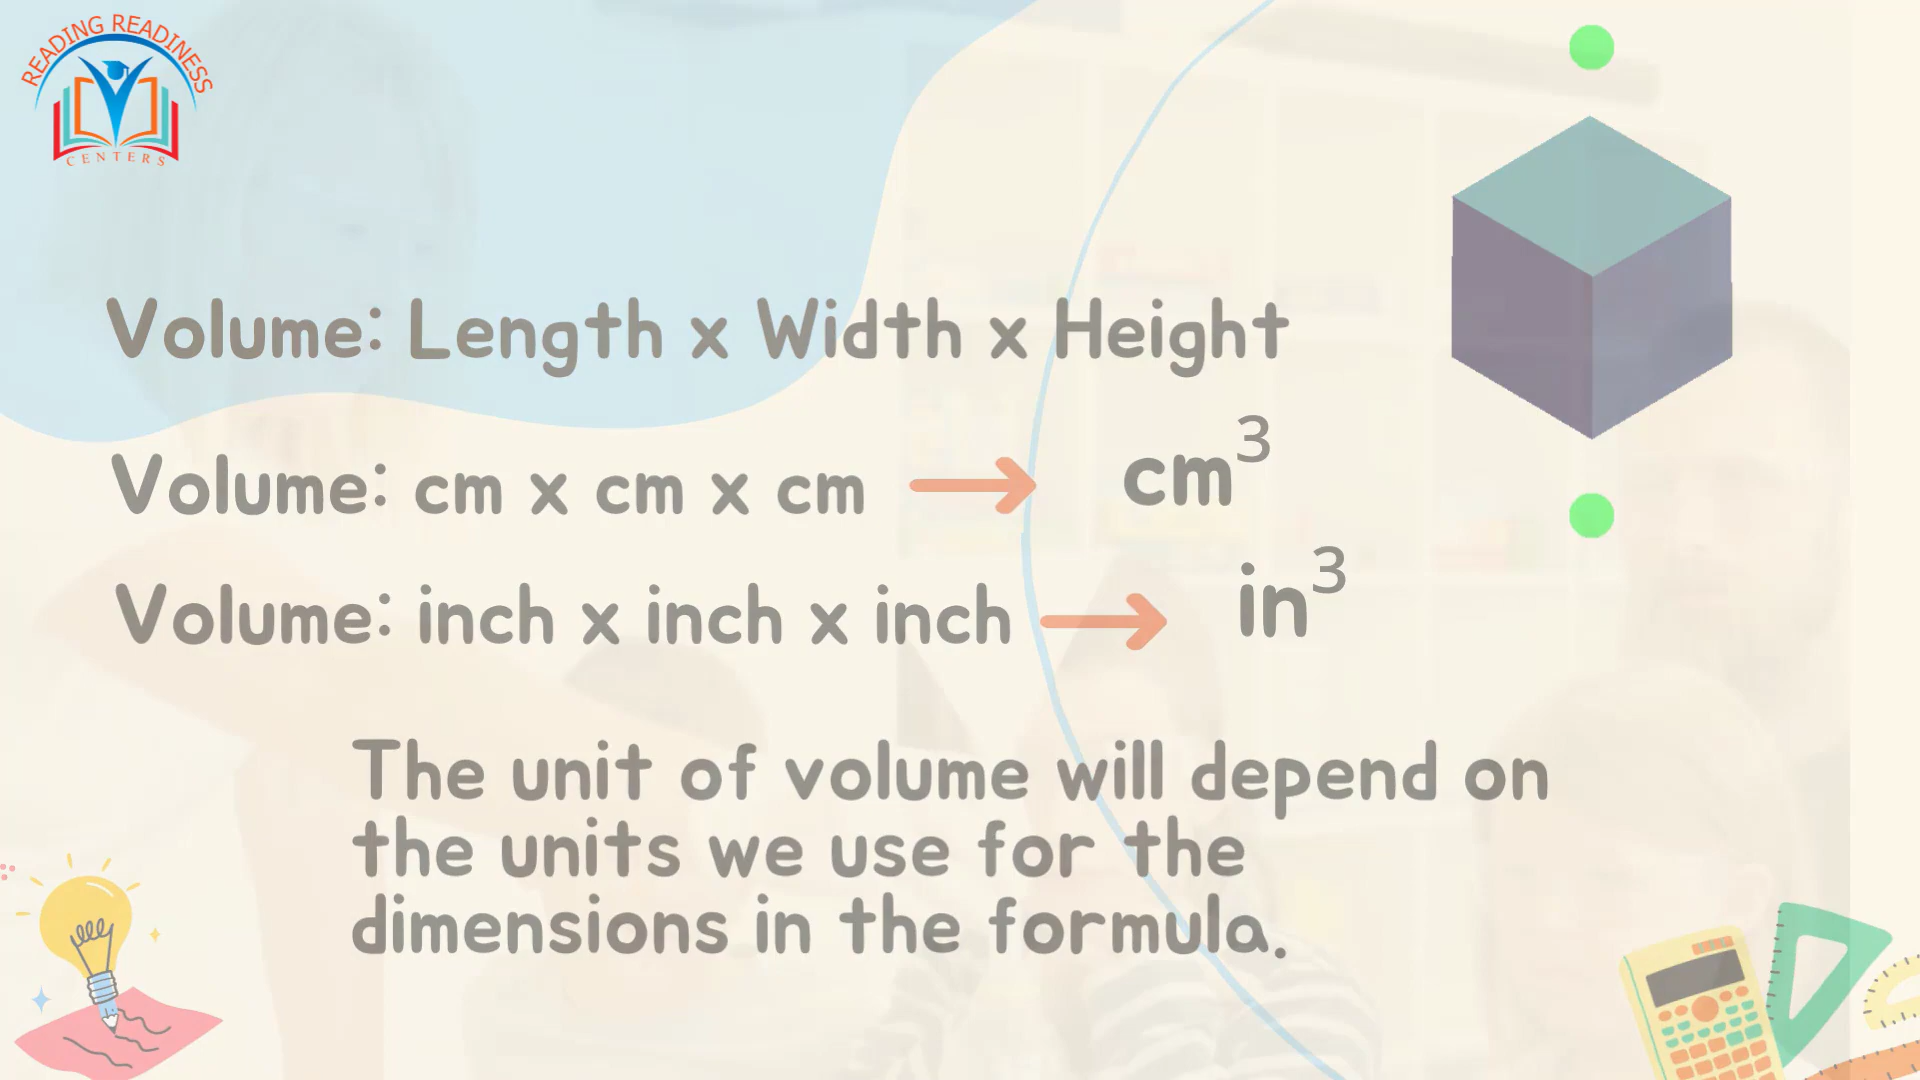 READING READINESS
CENTERS
Volume: Length x Width x Height
Volume: cm x cm x cm → cm³
Volume: inch x inch x inch → in³
The unit of volume will depend on
the units we use for the
dimensions in the formula.